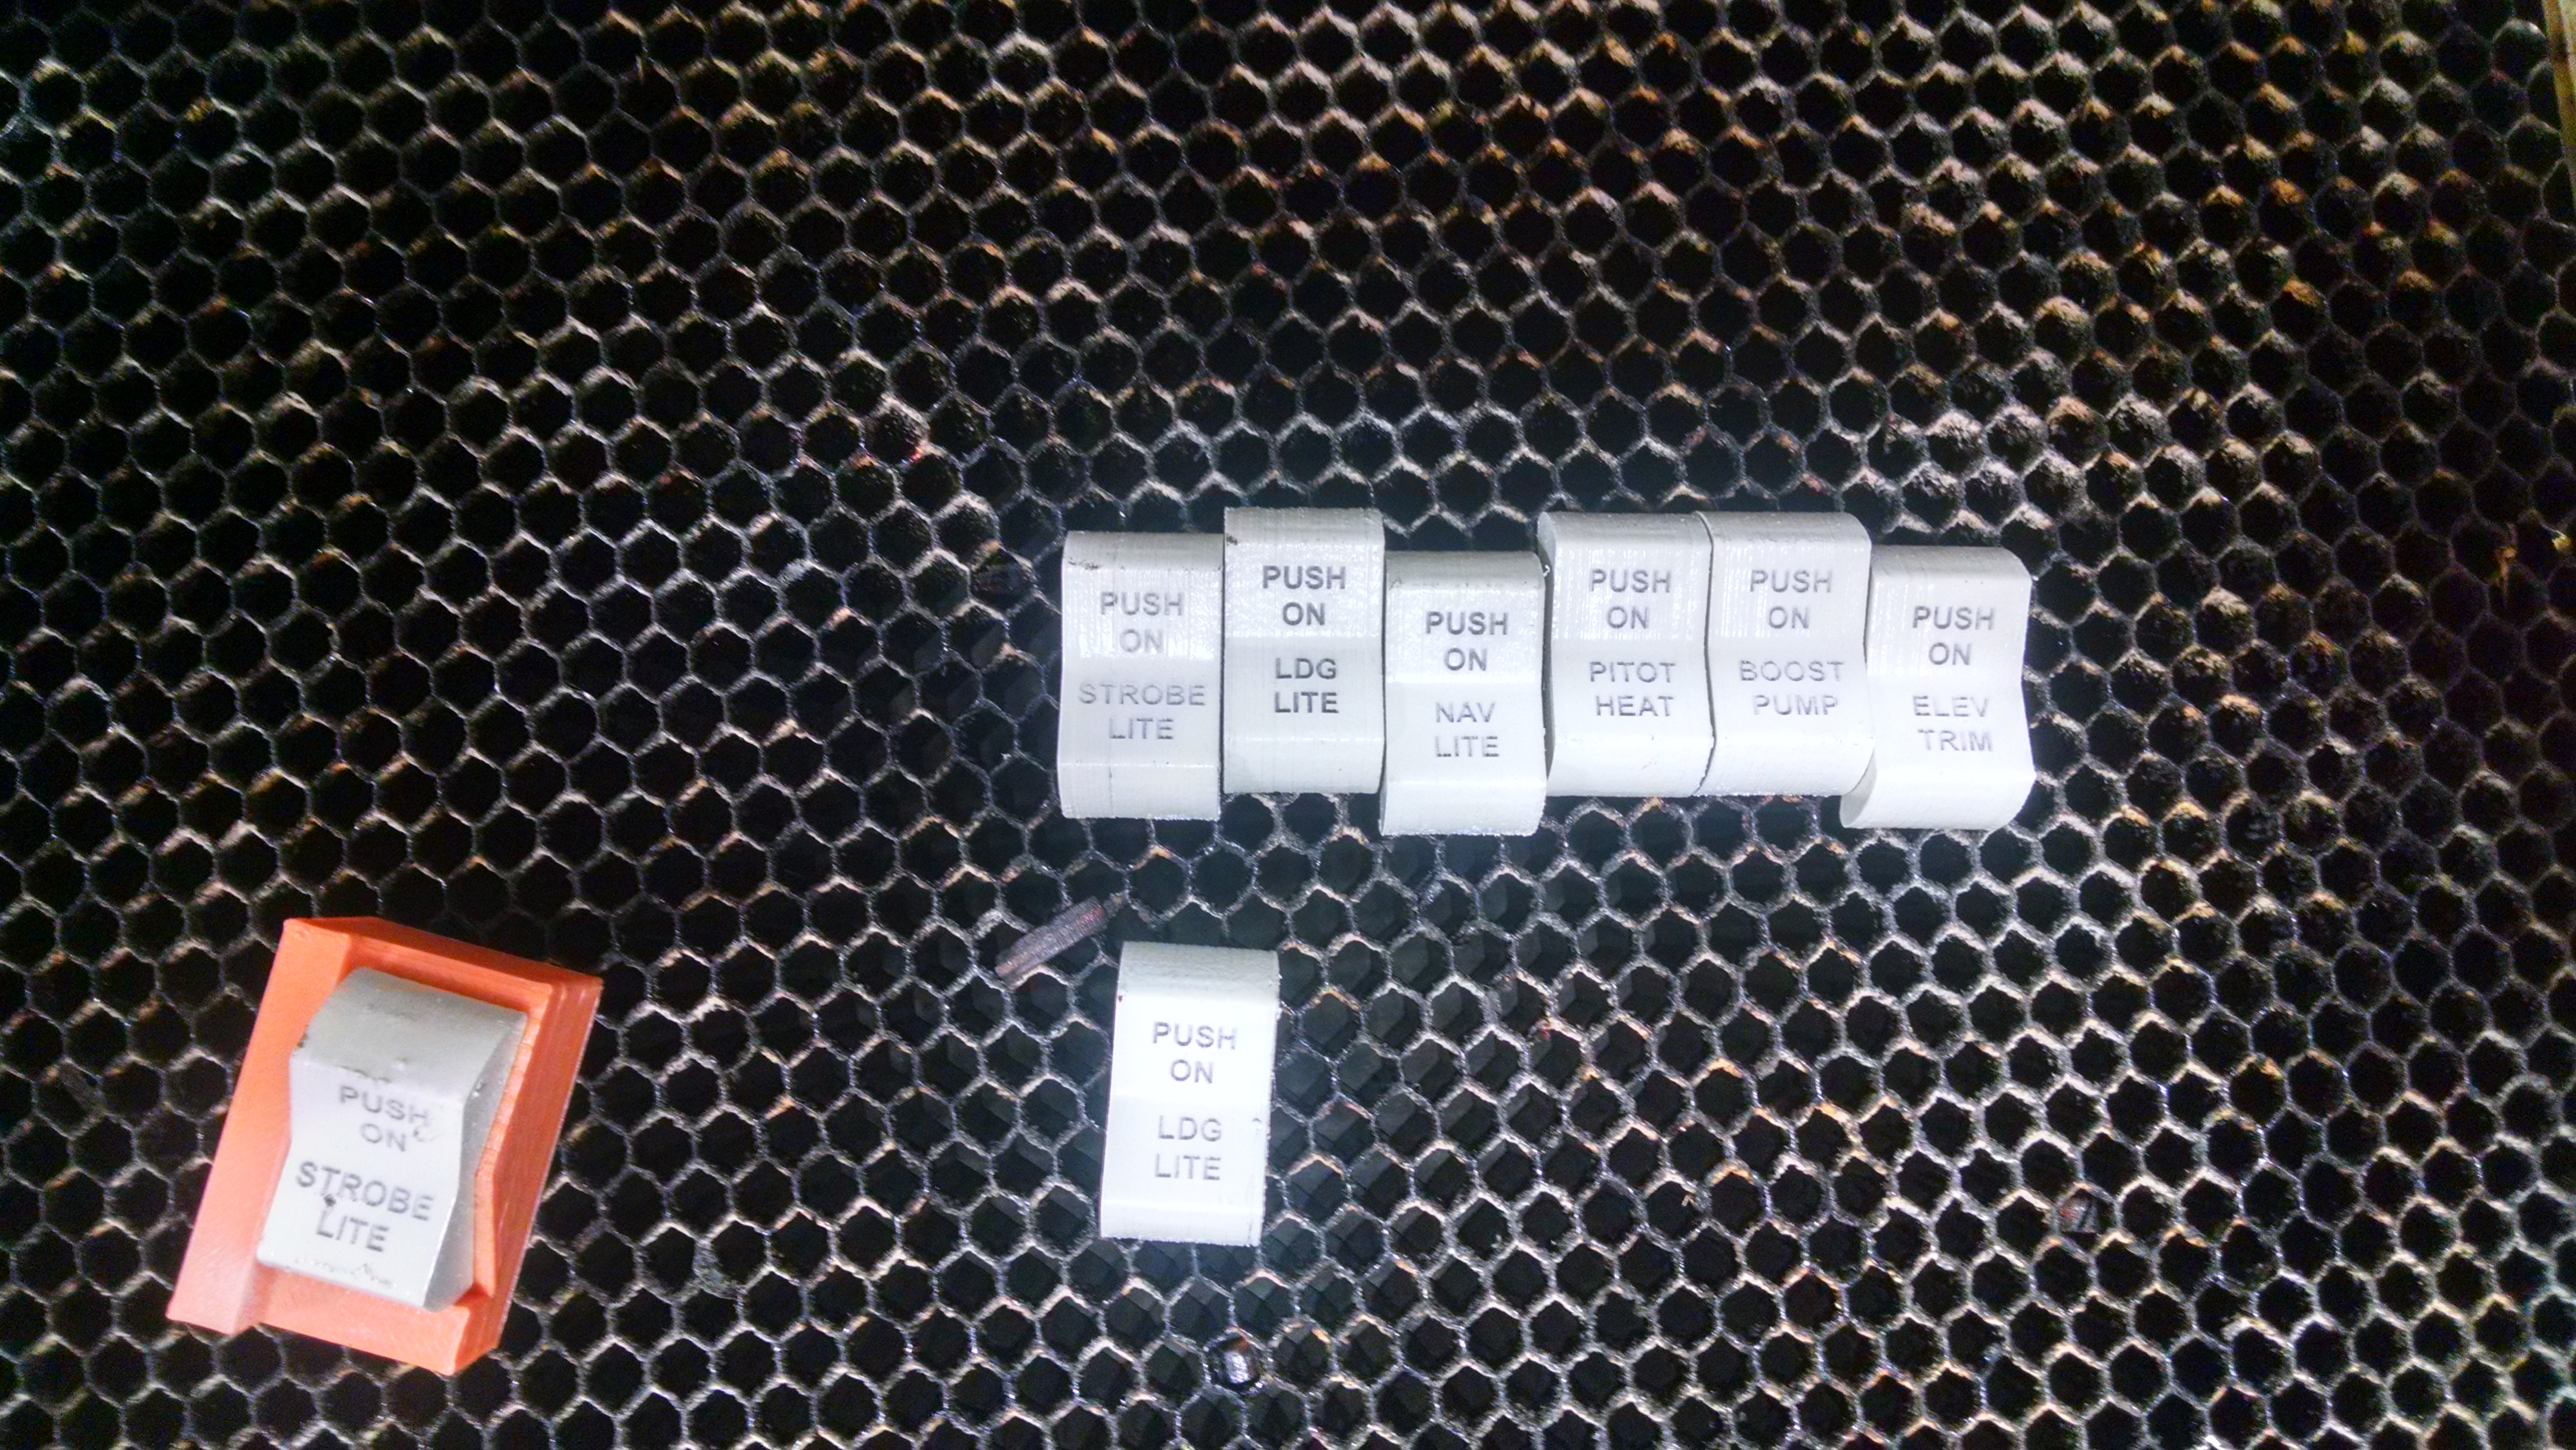 PUSH
ON
STROBE
LITE
PUSH
ON
LDG
LITE
PUSH
ON
NAV
LITE
PUSH
ON
PITOT
HEAT
PUSH
ON
BOOST
PUMP
PUSH
ON
ELEV
TRIM
PUSH
ON
STROBE
LITE
PUSH
ON
LDG
LITE